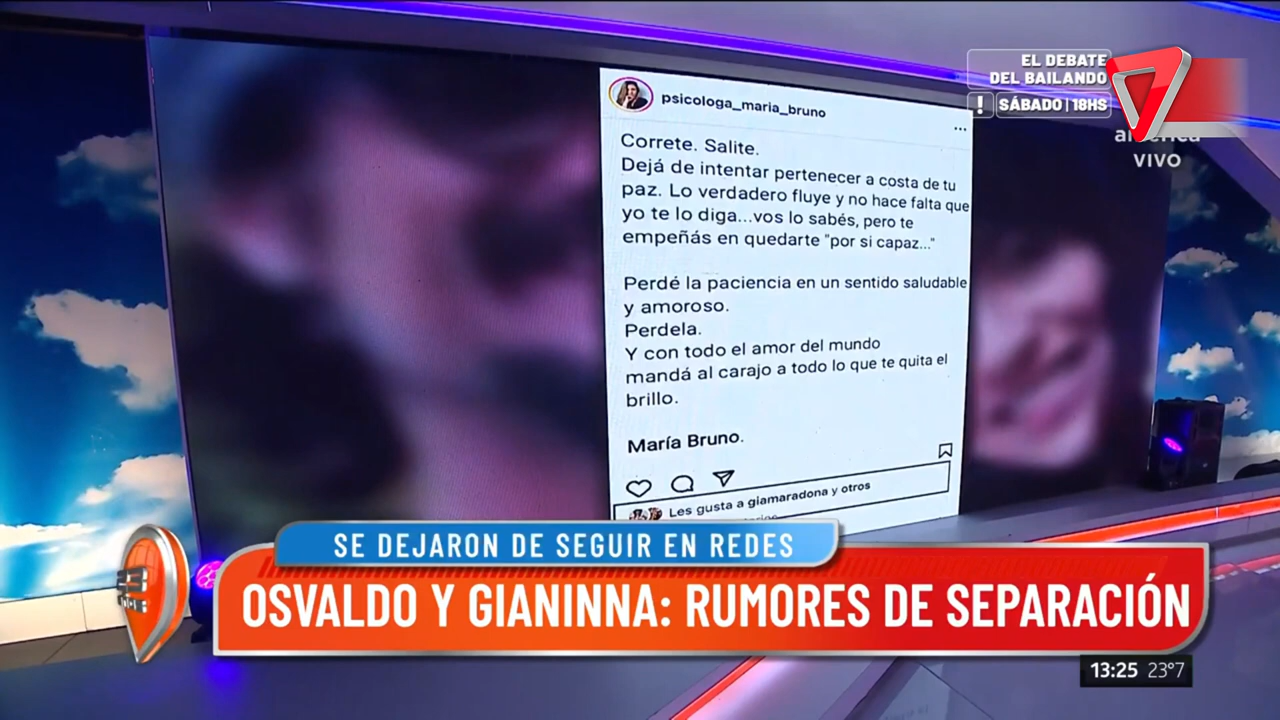 EL DEBATE
DEL BAILANDO
! SÁBADO | 18HS
VIVO
psicologa_maria_bruno
Correte. Salite.
Dejá de intentar pertenecer a costa de tu
paz. Lo verdadero fluye y no hace falta que
yo te lo diga...vos lo sabés, pero te
empeñás en quedarte "por si capaz..."
Perdé la paciencia en un sentido saludable
y amoroso.
Perdela.
Y con todo el amor del mundo
mandá al carajo a todo lo que te quita el
brillo.
María Bruno.
Les gusta a giamaradona y otros
SE DEJARON DE SEGUIR EN REDES
OSVALDO Y GIANINNA: RUMORES DE SEPARACIÓN
13:25 23°7